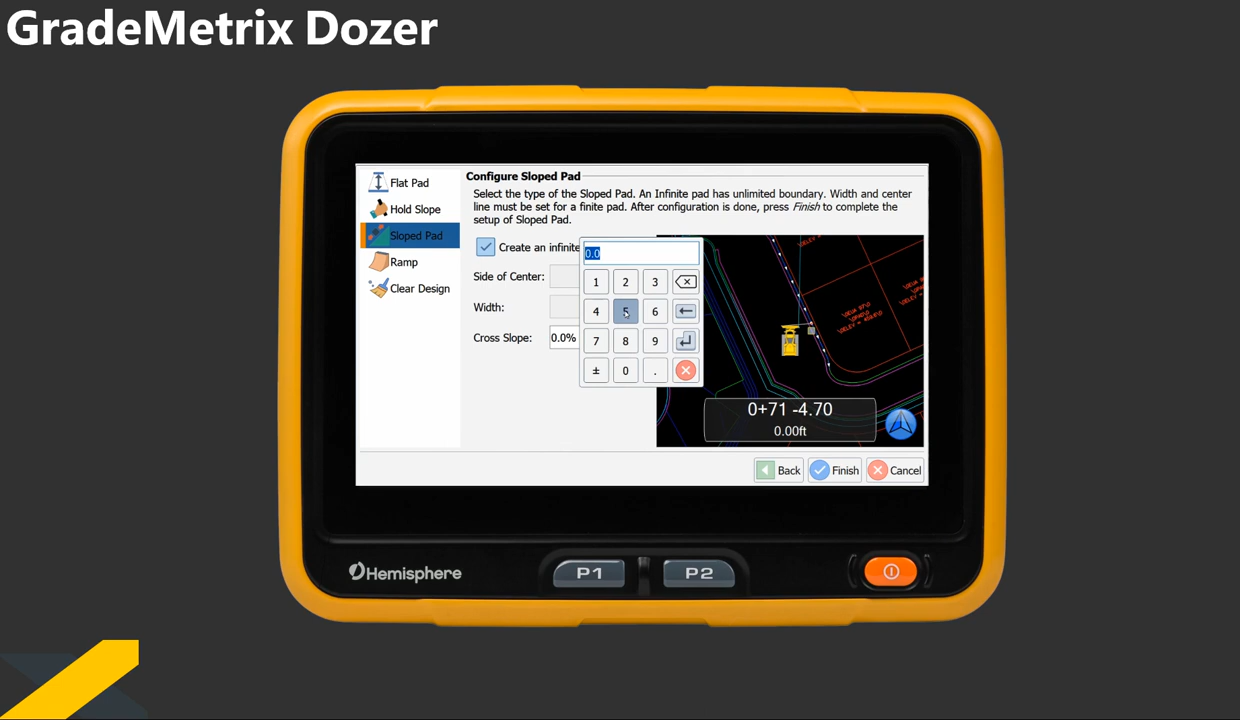 GradeMetrix Dozer
Flat Pad
Hold Slope
Sloped Pad
Ramp
Clear Design
Configure Sloped Pad
Select the type of the Sloped Pad. An Infinite pad has unlimited boundary. Width and center
line must be set for a finite pad. After configuration is done, press Finish to complete the
setup of Sloped Pad.
Create an infinite
Side of Center:
Width:
Cross Slope: 0.0%
0.0
1 2 3
4 5 6
7 8 9
± 0 .
0+71 -4.70
0.00ft
Back Finish Cancel
Hemisphere
P1 P2